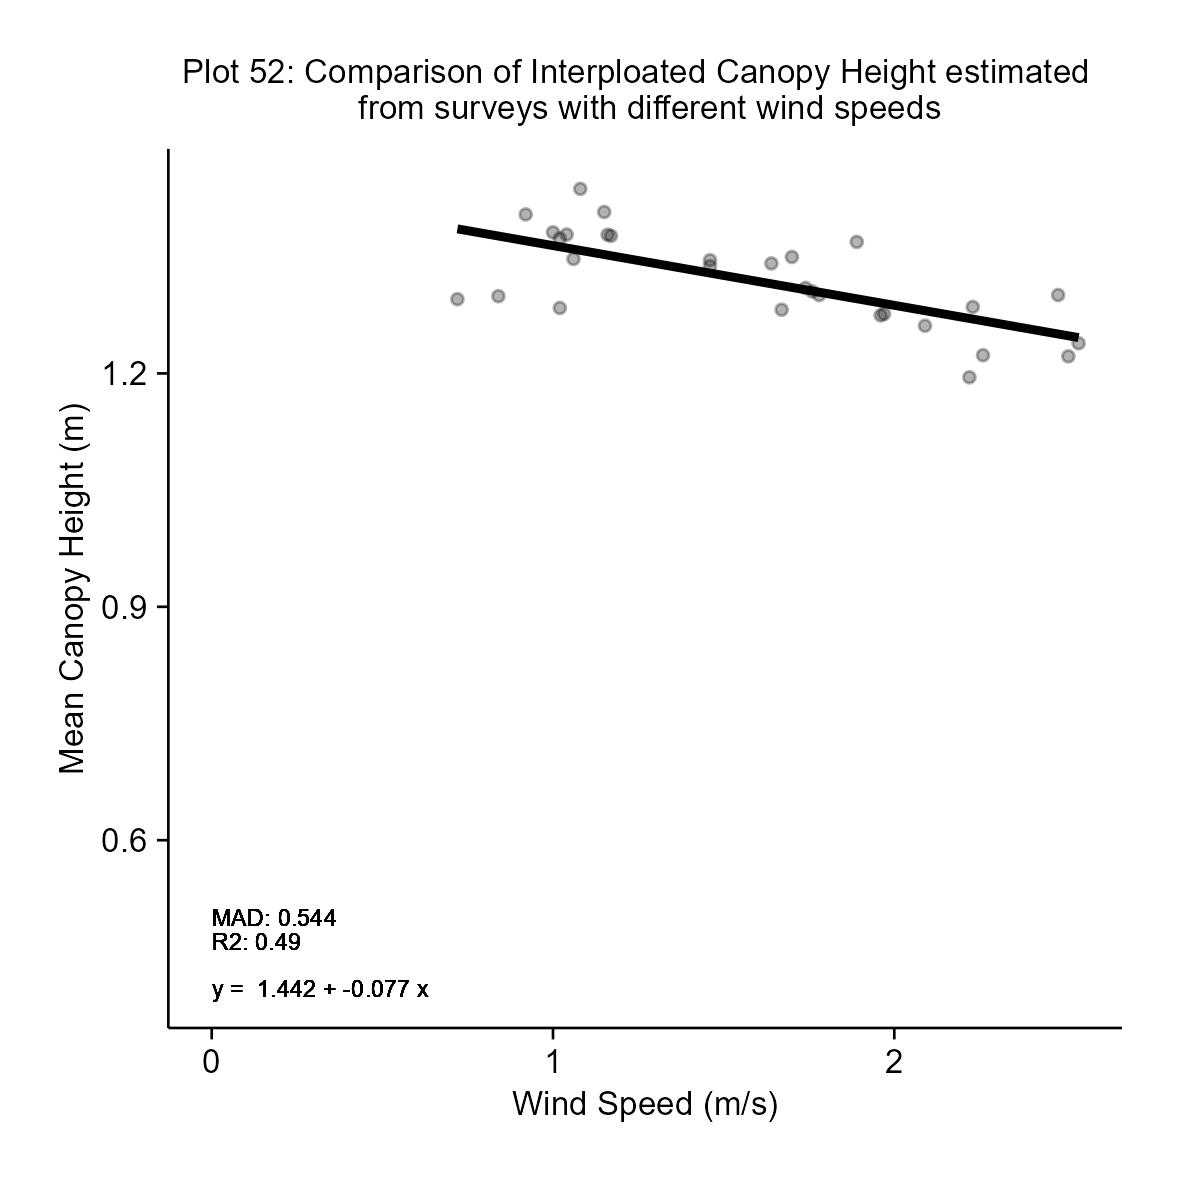 Plot 52: Comparison of Interploated Canopy Height estimated
from surveys with different wind speeds
Mean Canopy Height (m)
1.2
0.9
0.6
MAD: 0.544
R2: 0.49
y =  1.442 + -0.077 x
0
1
2
Wind Speed (m/s)